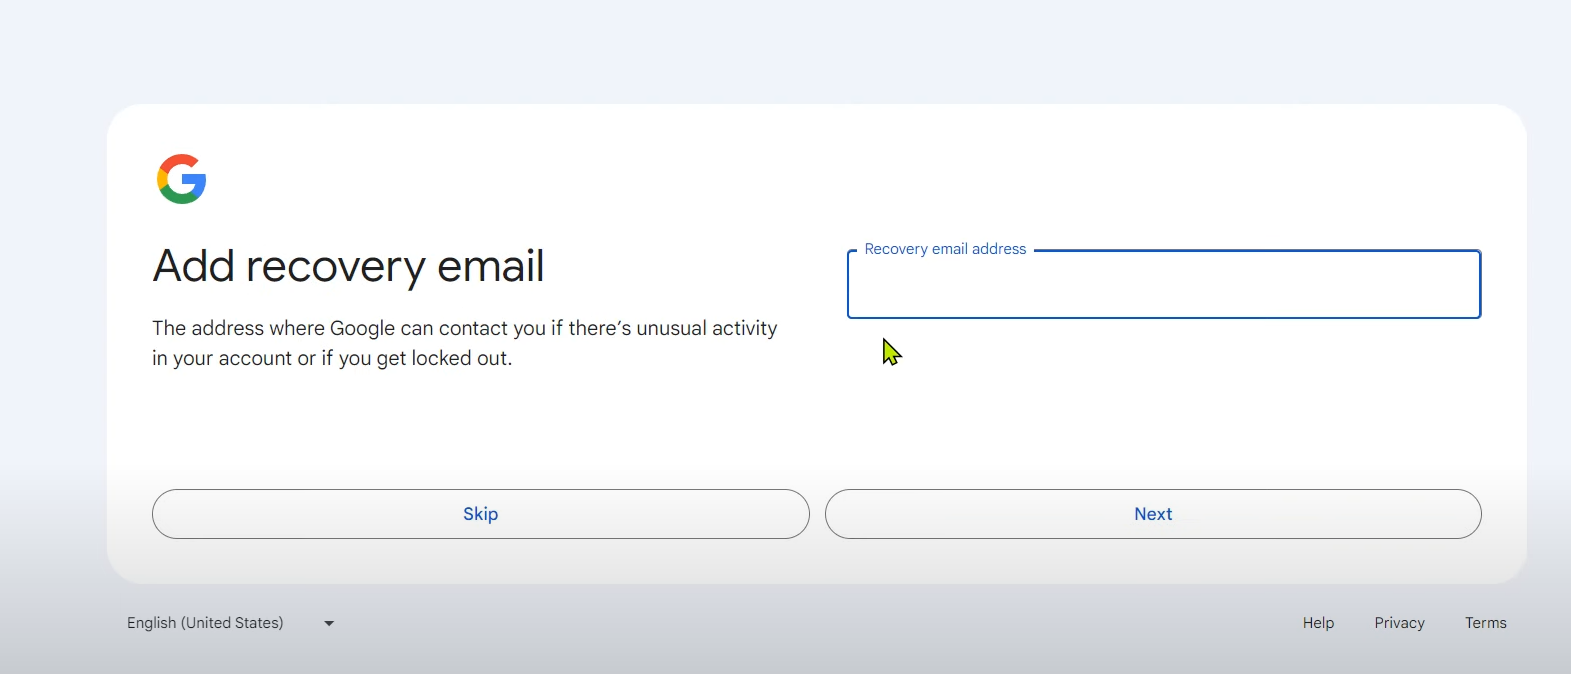 Add recovery email
The address where Google can contact you if there's unusual activity
in your account or if you get locked out.
Recovery email address
Skip
Next
English (United States)
Help
Privacy
Terms